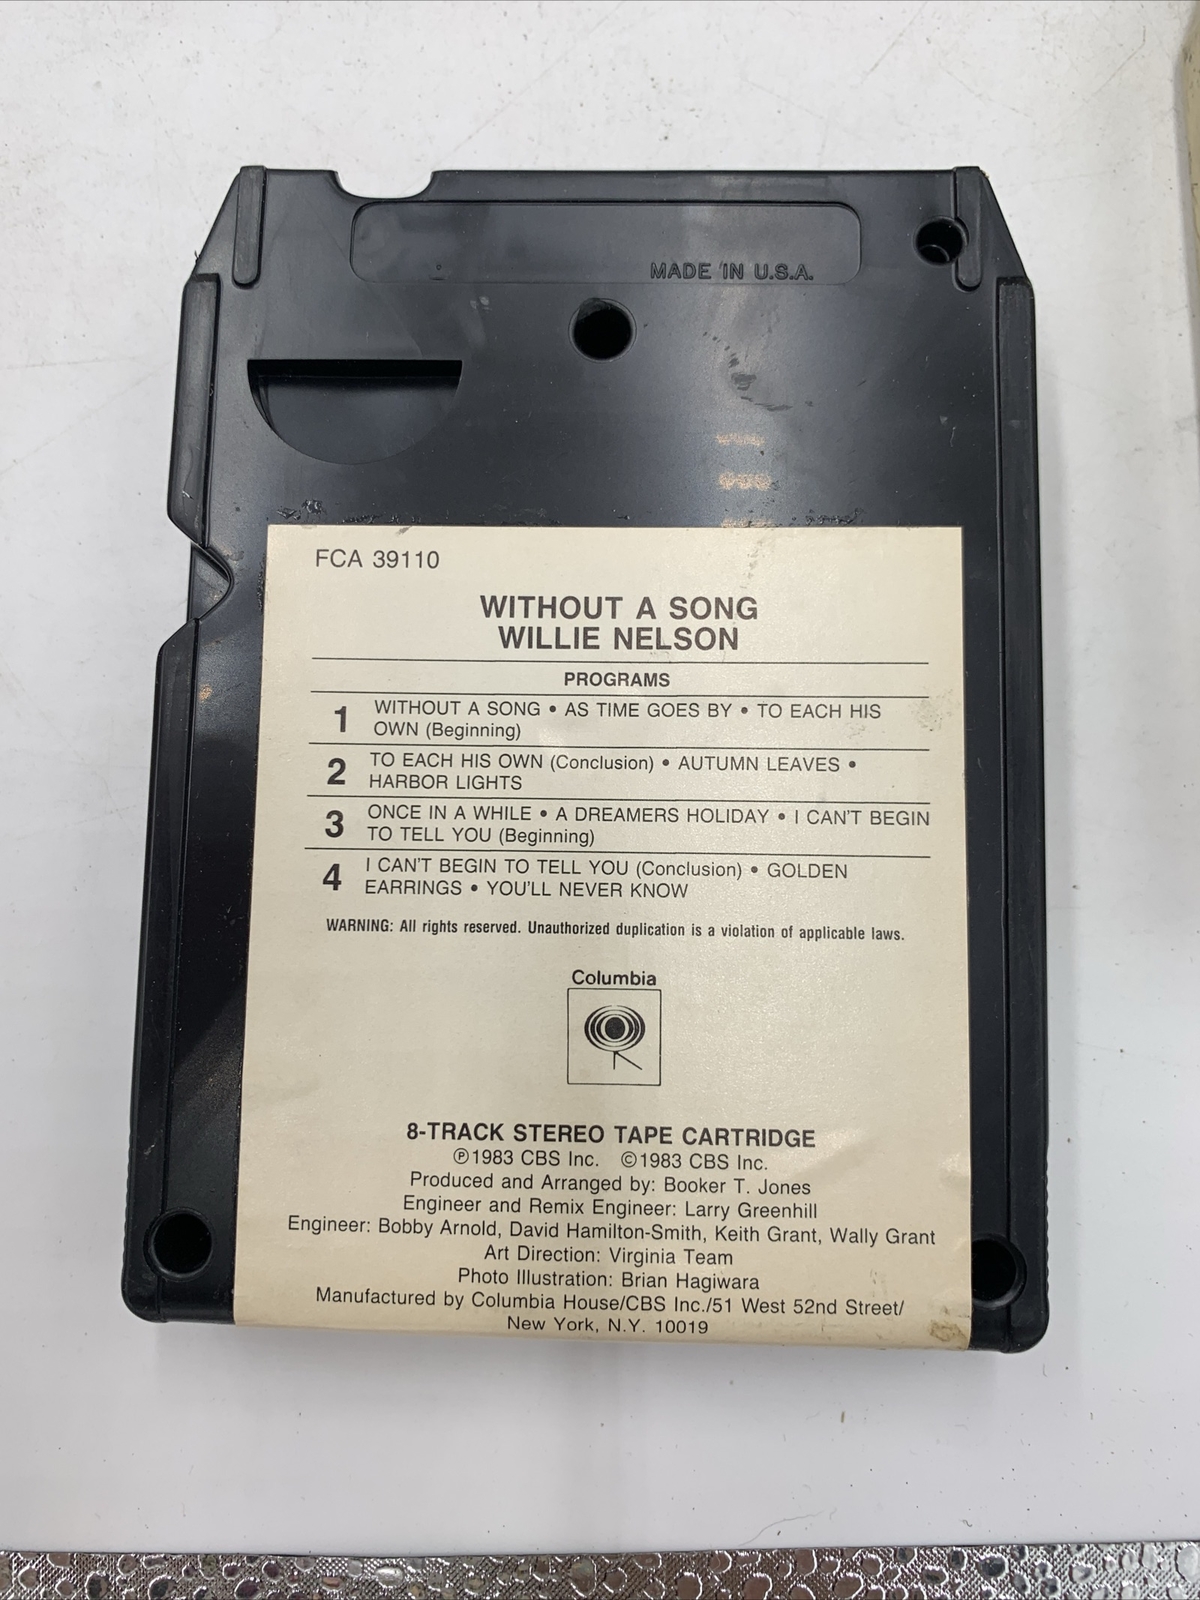 MADE IN U.S.A.
FCA 39110
WITHOUT A SONG
WILLIE NELSON
PROGRAMS
1 WITHOUT A SONG • AS TIME GOES BY • TO EACH HIS
OWN (Beginning)
2 TO EACH HIS OWN (Conclusion) • AUTUMN LEAVES •
HARBOR LIGHTS
3 ONCE IN A WHILE • A DREAMERS HOLIDAY • I CAN'T BEGIN
TO TELL YOU (Beginning)
4 I CAN'T BEGIN TO TELL YOU (Conclusion) • GOLDEN
EARRINGS • YOU'LL NEVER KNOW
WARNING: All rights reserved. Unauthorized duplication is a violation of applicable laws.
Columbia
8-TRACK STEREO TAPE CARTRIDGE
℗1983 CBS Inc. ©1983 CBS Inc.
Produced and Arranged by: Booker T. Jones
Engineer and Remix Engineer: Larry Greenhill
Engineer: Bobby Arnold, David Hamilton-Smith, Keith Grant, Wally Grant
Art Direction: Virginia Team
Photo Illustration: Brian Hagiwara
Manufactured by Columbia House/CBS Inc./51 West 52nd Street/
New York, N.Y. 10019